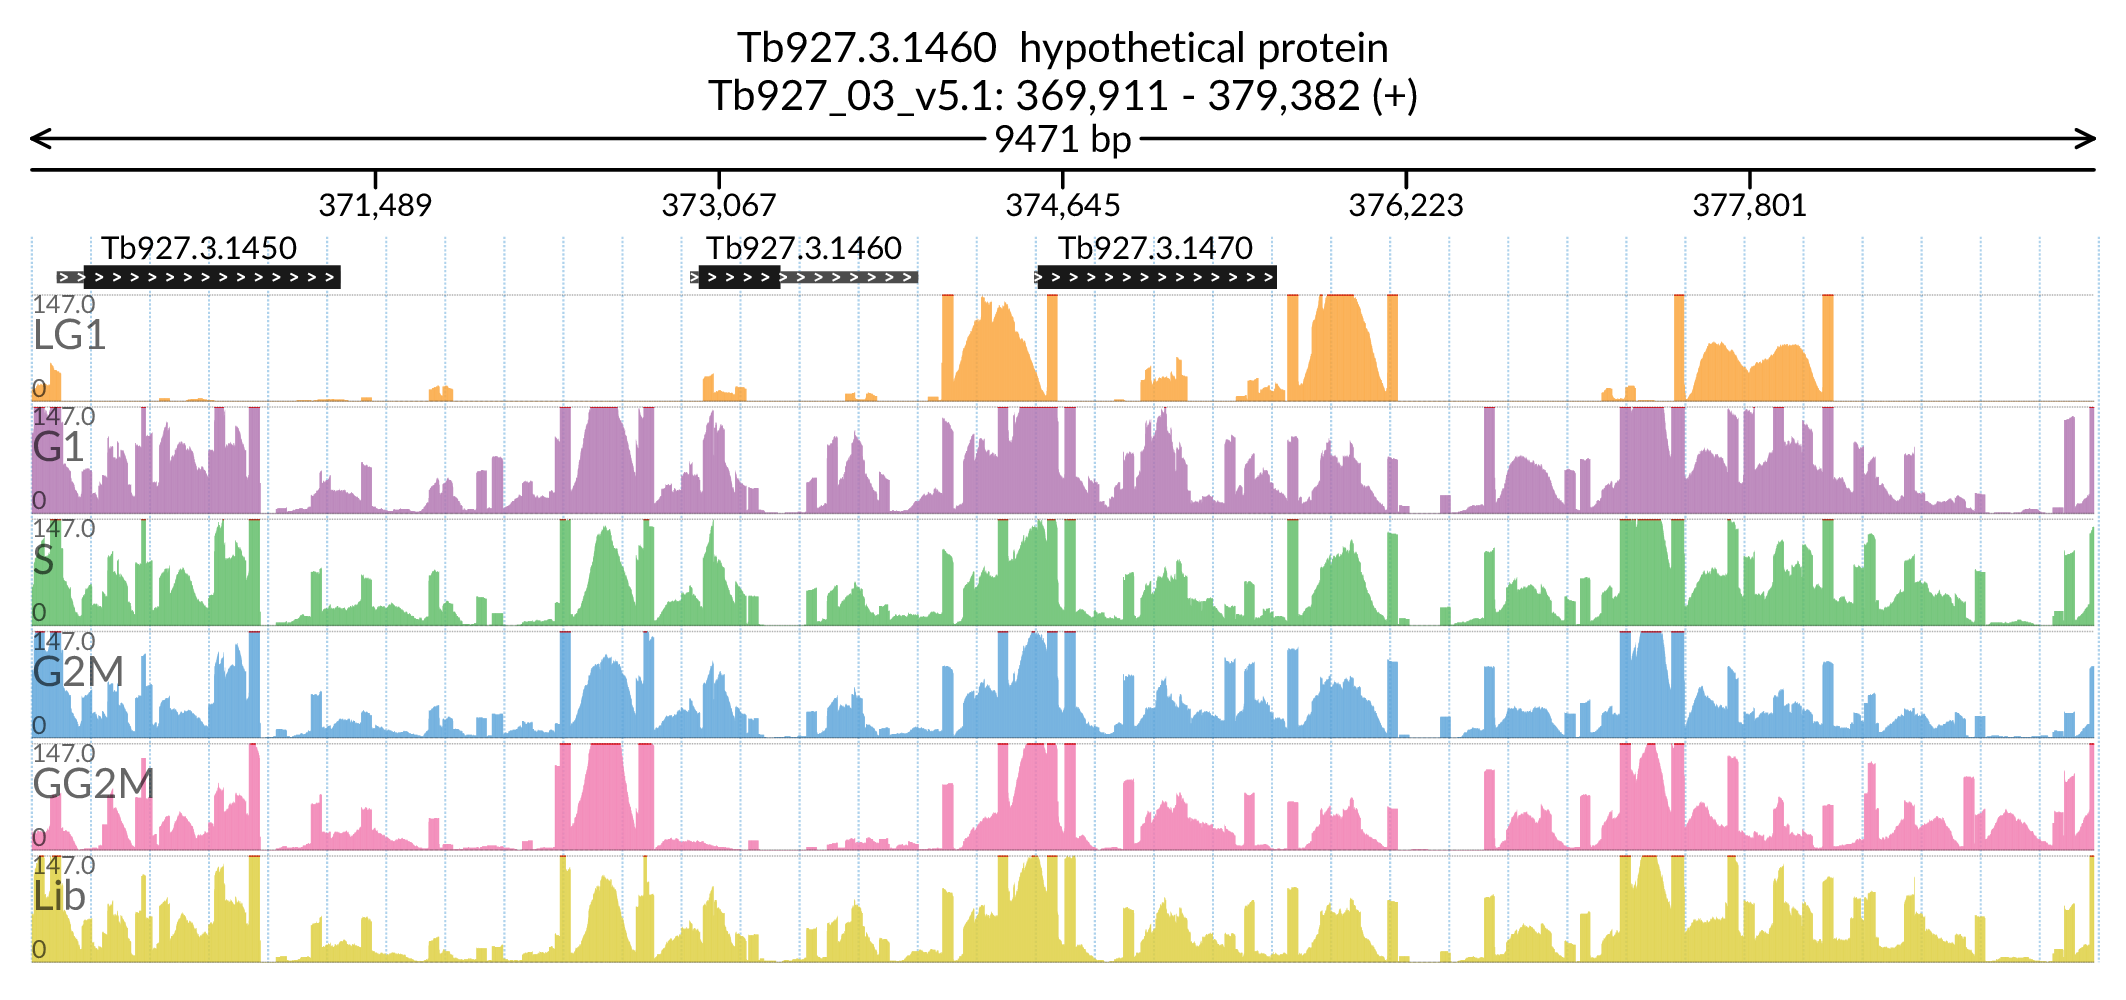 Tb927.3.1460  hypothetical protein
Tb927_03_v5.1: 369,911 - 379,382 (+)
9471 bp
371,489 373,067 374,645 376,223 377,801
Tb927.3.1450 Tb927.3.1460 Tb927.3.1470
147.0
LG1
0
147.0
G1
0
147.0
S
0
147.0
G2M
0
147.0
GG2M
0
147.0
Lib
0